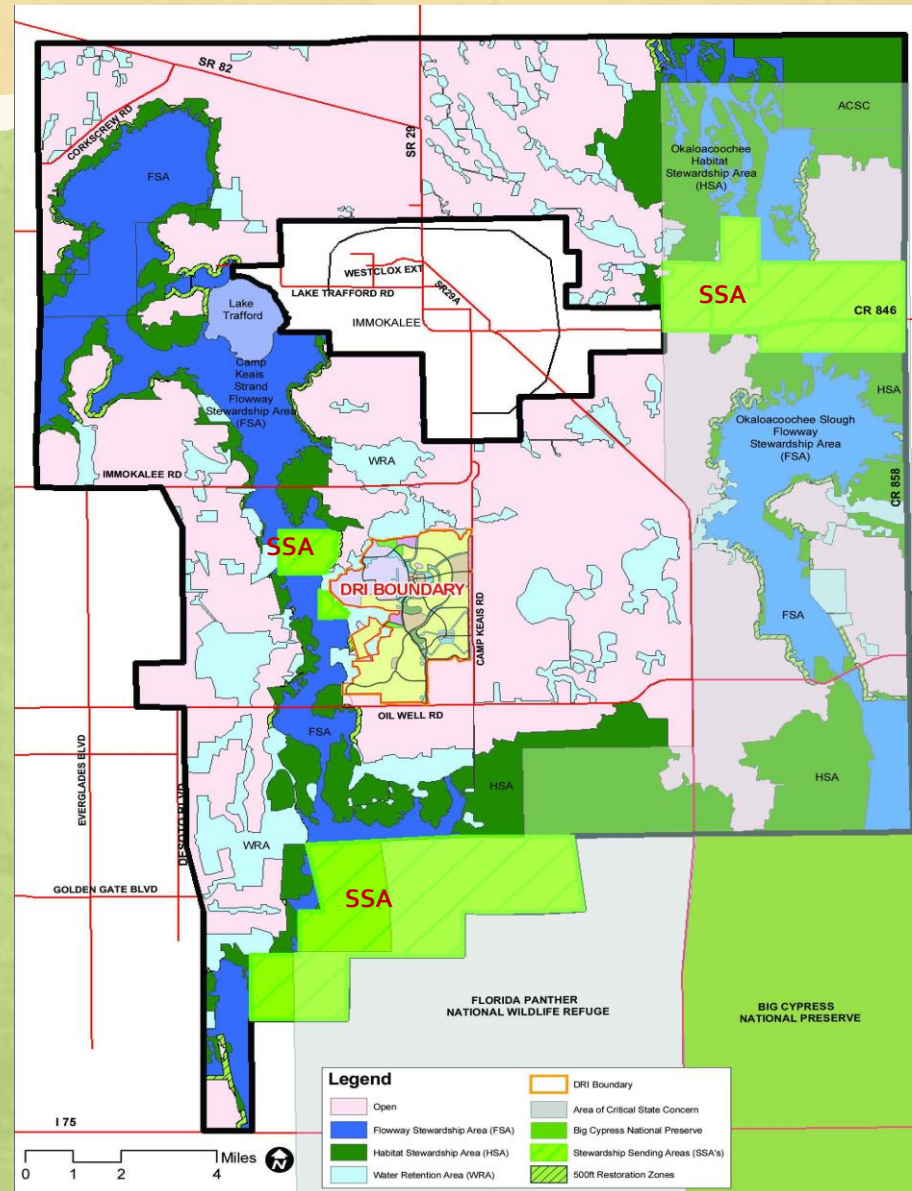 SR 82
CORKSCREW RD
SR 29
ACSC
FSA
Okaloacoochee
Habitat
Stewardship Area
(HSA)
WESTCLOX EXT
LAKE TRAFFORD RD
SR29A
IMMOKALEE
Lake
Trafford
SSA
CR 846
Camp
Keais
Strand
Flowway
Stewardship Area
(FSA)
HSA
Okaloacoochee Slough
Flowway
Stewardship Area
(FSA)
WRA
IMMOKALEE RD
CR 858
SSA
DRI BOUNDARY
CAMP KEAIS RD
FSA
OIL WELL RD
FSA
EVERGLADES BLVD
DESOTO BLVD
HSA
HSA
WRA
GOLDEN GATE BLVD
SSA
FLORIDA PANTHER
NATIONAL WILDLIFE REFUGE
BIG CYPRESS
NATIONAL PRESERVE
I 75
Legend
Open
Flowway Stewardship Area (FSA)
Habitat Stewardship Area (HSA)
Water Retention Area (WRA)
DRI Boundary
Area of Critical State Concern
Big Cypress National Preserve
Stewardship Sending Areas (SSA's)
500ft Restoration Zones
Miles
0 1 2 4
N